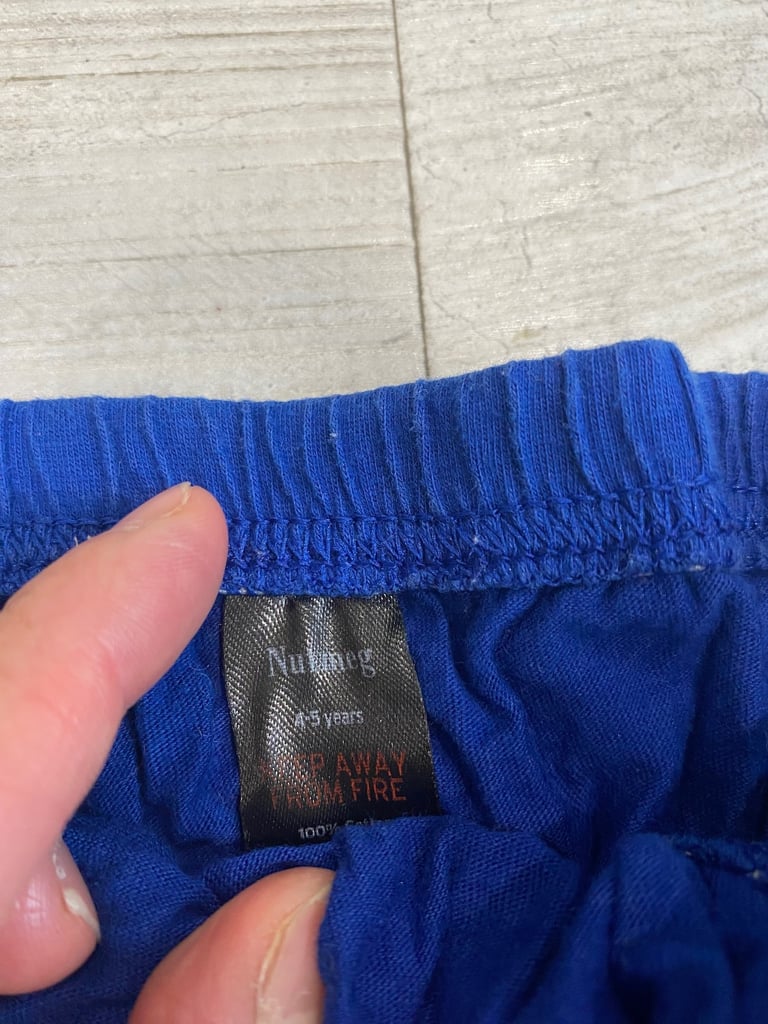 Nutmeg
4-5 years
KEEP AWAY
FROM FIRE
100% Cotton